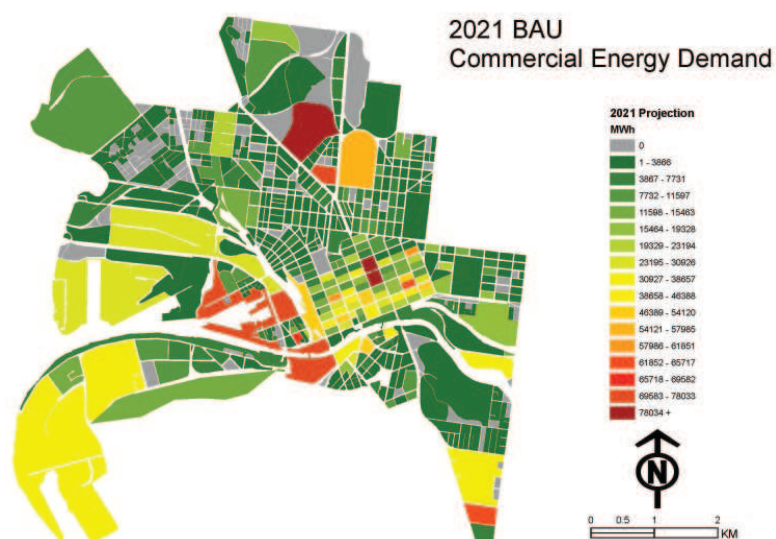 2021 BAU
Commercial Energy Demand
2021 Projection
MWh
0
1 - 3866
3867 - 7731
7732 - 11597
11598 - 15463
15464 - 19328
19329 - 23194
23195 - 30926
30927 - 38657
38658 - 46388
46389 - 54120
54121 - 57985
57986 - 61851
61852 - 65717
65718 - 69582
69583 - 78033
78034 +
N
0 0.5 1 2
KM